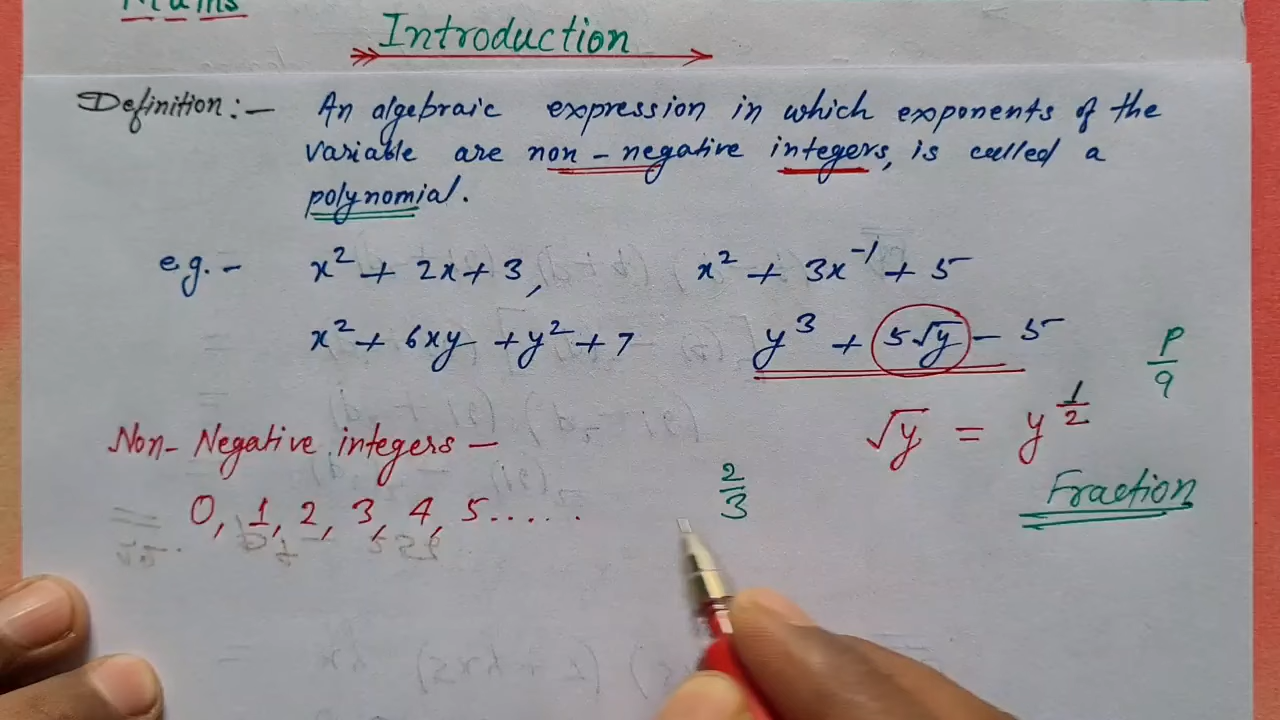 Maths
Introduction
Definition:- An algebraic expression in which exponents of the
variable are non-negative integers, is called a
polynomial.
e.g.- x² + 2x + 3, x² + 3x⁻¹ + 5
x² + 6xy + y² + 7 y³ + 5√y - 5
p/q
√y = y^1/2
Non-Negative integers -
2/3
Fraction
0, 1, 2, 3, 4, 5......